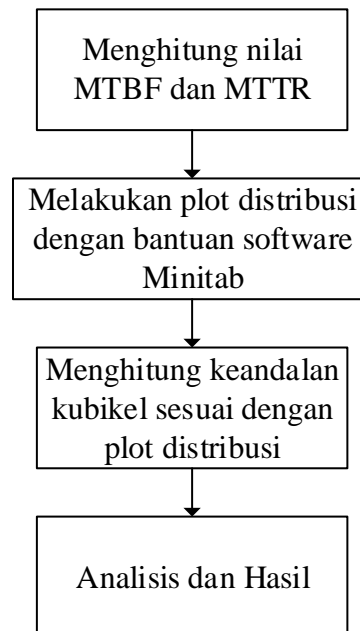 Menghitung nilai
MTBF dan MTTR
Melakukan plot distribusi
dengan bantuan software
Minitab
Menghitung keandalan
kubikel sesuai dengan
plot distribusi
Analisis dan Hasil